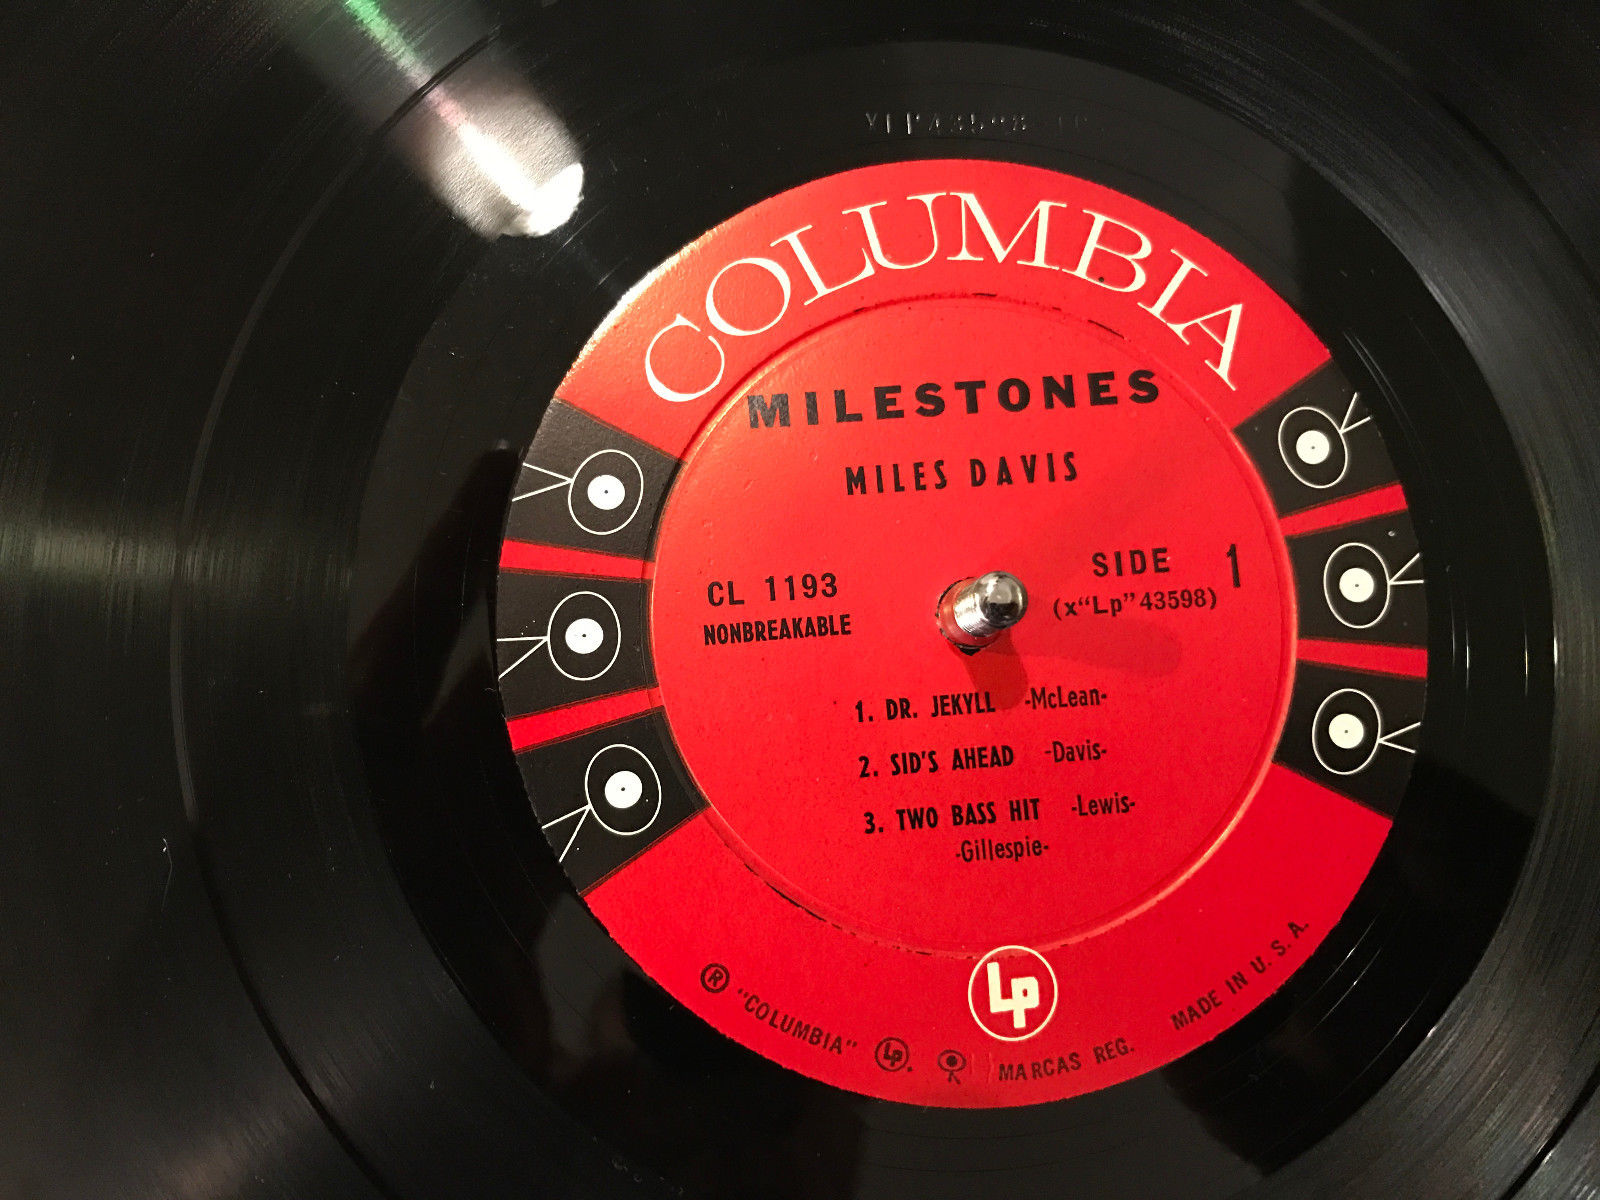 COLUMBIA
MILESTONES
MILES DAVIS
CL 1193
NONBREAKABLE
SIDE 1
(x“Lp” 43598)
1. DR. JEKYLL -McLean-
2. SID'S AHEAD -Davis-
3. TWO BASS HIT -Lewis-
-Gillespie-
Lp
® "COLUMBIA" Lp. MARCAS REG. MADE IN U. S. A.